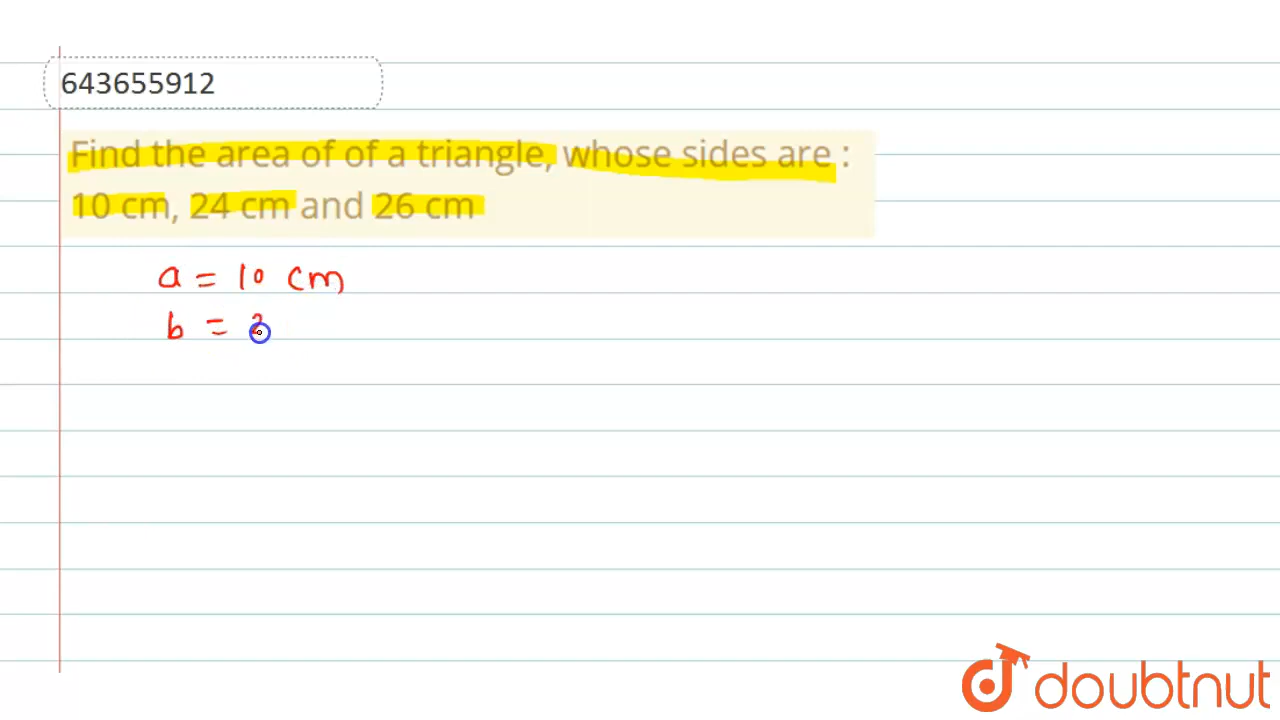 643655912
Find the area of of a triangle, whose sides are :
10 cm, 24 cm and 26 cm
a = 10 cm
b = 2
doubtnut